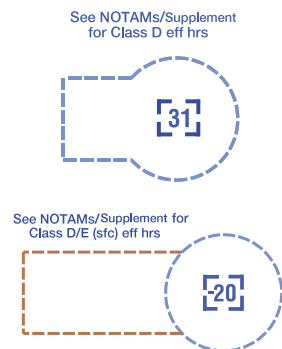 See NOTAMs/Supplement
for Class D eff hrs
31
See NOTAMs/Supplement for
Class D/E (sfc) eff hrs
-20